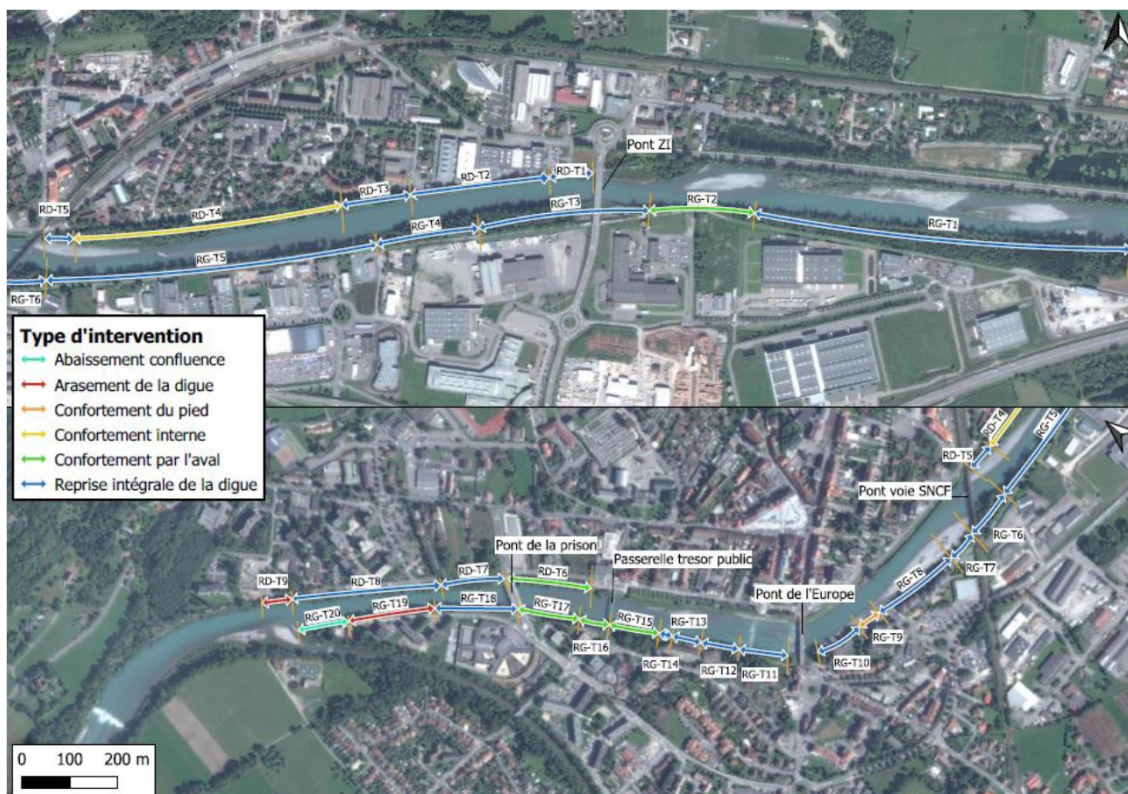 Pont ZI
RD-T1
RD-T2
RD-T3
RD-T4
RD-T5
RG-T1
RG-T2
RG-T3
RG-T4
RG-T5
RG-T6
Type d'intervention
Abaissement confluence
Arasement de la digue
Confortement du pied
Confortement interne
Confortement par l'aval
Reprise intégrale de la digue
RD-T4
RG-T5
RD-T5
Pont voie SNCF
RG-T6
RG-T7
RG-T8
RG-T9
RG-T10
Pont de l'Europe
Passerelle tresor public
Pont de la prison
RD-T6
RD-T7
RD-T8
RD-T9
RG-T11
RG-T12
RG-T13
RG-T14
RG-T15
RG-T16
RG-T17
RG-T18
RG-T19
RG-T20
0 100 200 m